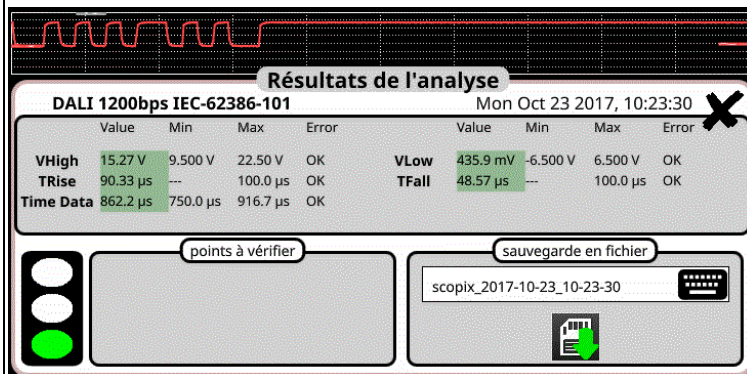 Résultats de l'analyse
DALI 1200bps IEC-62386-101 Mon Oct 23 2017, 10:23:30
Value Min Max Error Value Min Max Error
VHigh 15.27 V 9.500 V 22.50 V OK VLow 435.9 mV -6.500 V 6.500 V OK
TRise 90.33 µs --- 100.0 µs OK TFall 48.57 µs --- 100.0 µs OK
Time Data 862.2 µs 750.0 µs 916.7 µs OK
points à vérifier sauvegarde en fichier
scopix_2017-10-23_10-23-30